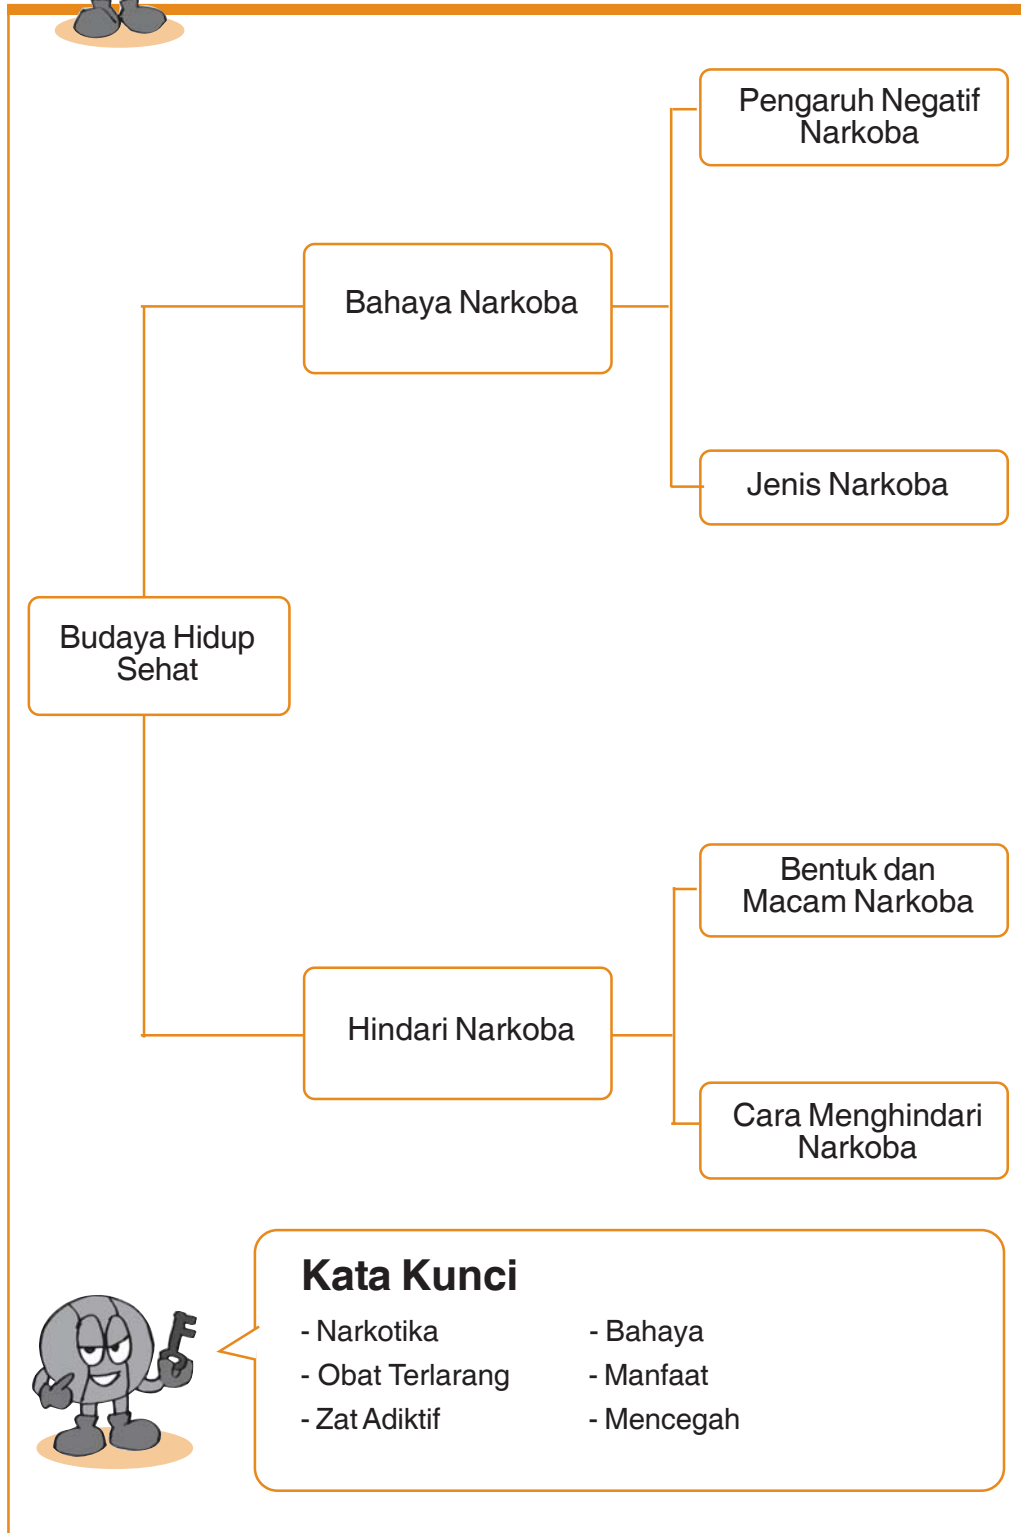 Pengaruh Negatif
Narkoba
Bahaya Narkoba
Jenis Narkoba
Budaya Hidup
Sehat
Bentuk dan
Macam Narkoba
Hindari Narkoba
Cara Menghindari
Narkoba
Kata Kunci
- Narkotika
- Obat Terlarang
- Zat Adiktif
- Bahaya
- Manfaat
- Mencegah